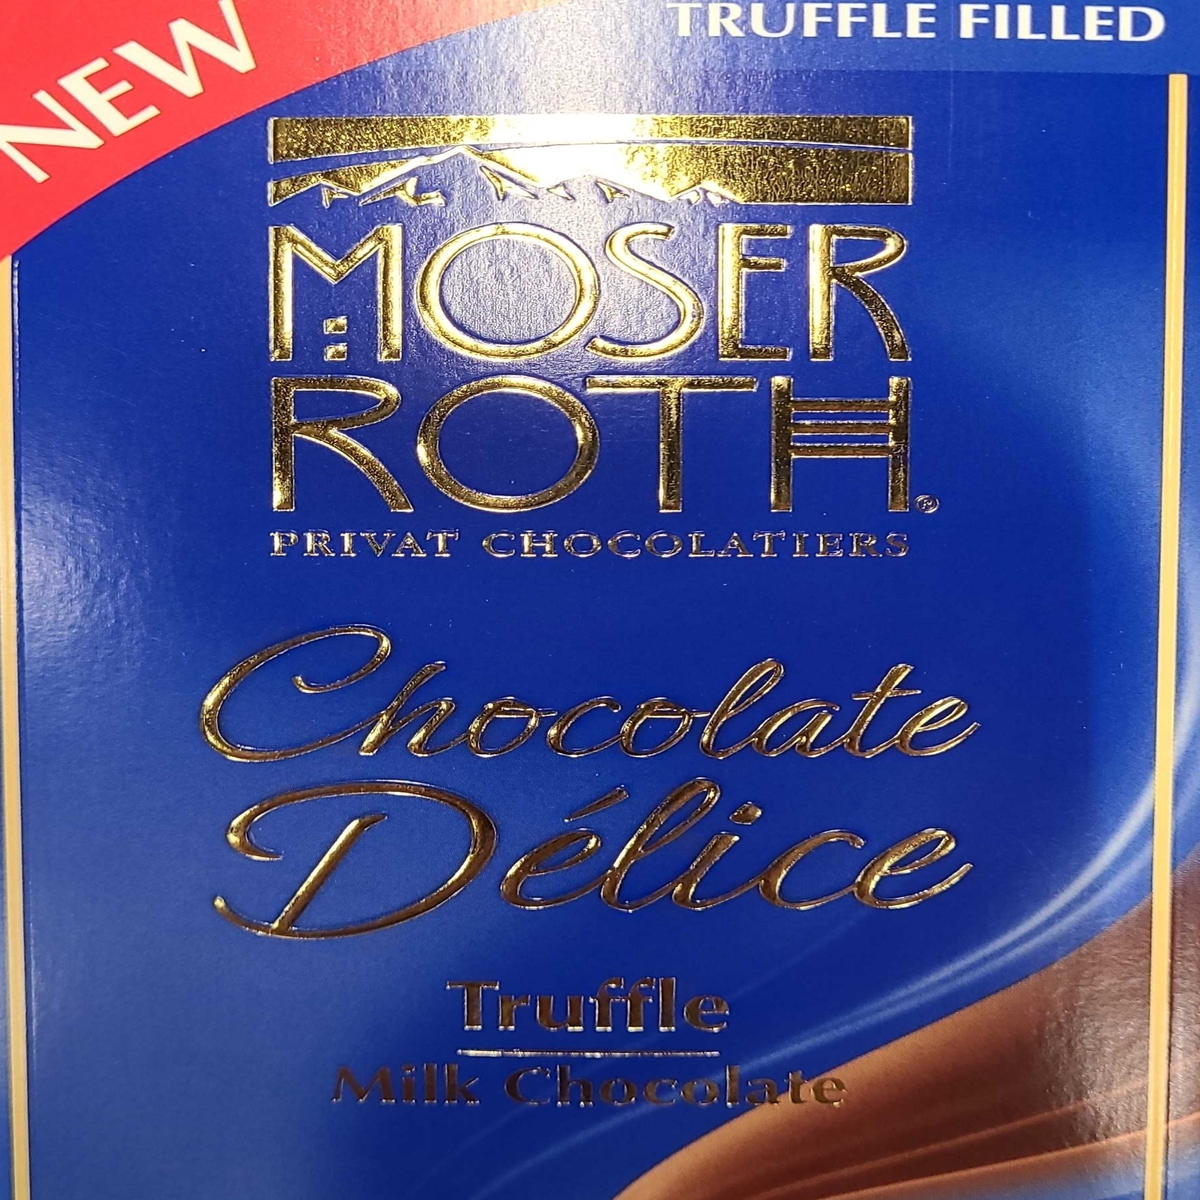 NEW
TRUFFLE FILLED
MOSER
ROTH®
PRIVAT CHOCOLATIERS
Chocolate
Délice
Truffle
Milk Chocolate